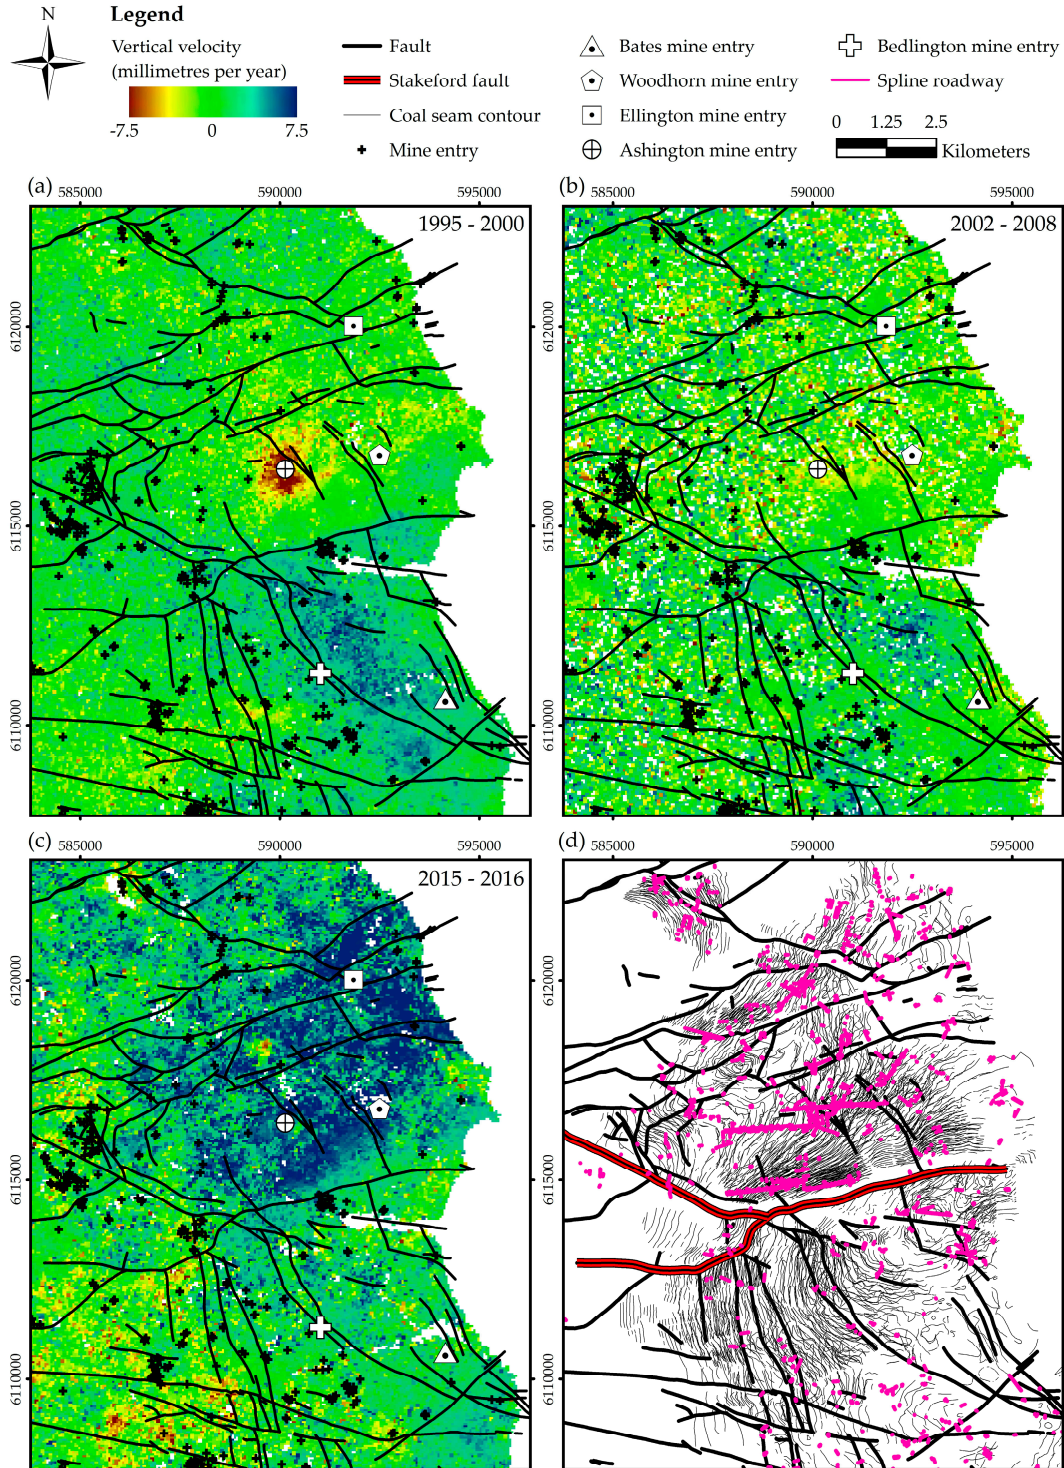 N
Legend
Vertical velocity
(millimetres per year)
-7.5 0 7.5
Fault
Stakeford fault
Coal seam contour
Mine entry
Bates mine entry
Woodhorn mine entry
Ellington mine entry
Ashington mine entry
Bedlington mine entry
Spline roadway
0 1.25 2.5
Kilometers
(a) 585000 590000 595000
1995 - 2000
6120000
6115000
6110000
(b) 585000 590000 595000
2002 - 2008
6120000
6115000
6110000
(c) 585000 590000 595000
2015 - 2016
6120000
6115000
6110000
(d) 585000 590000 595000
6120000
6115000
6110000